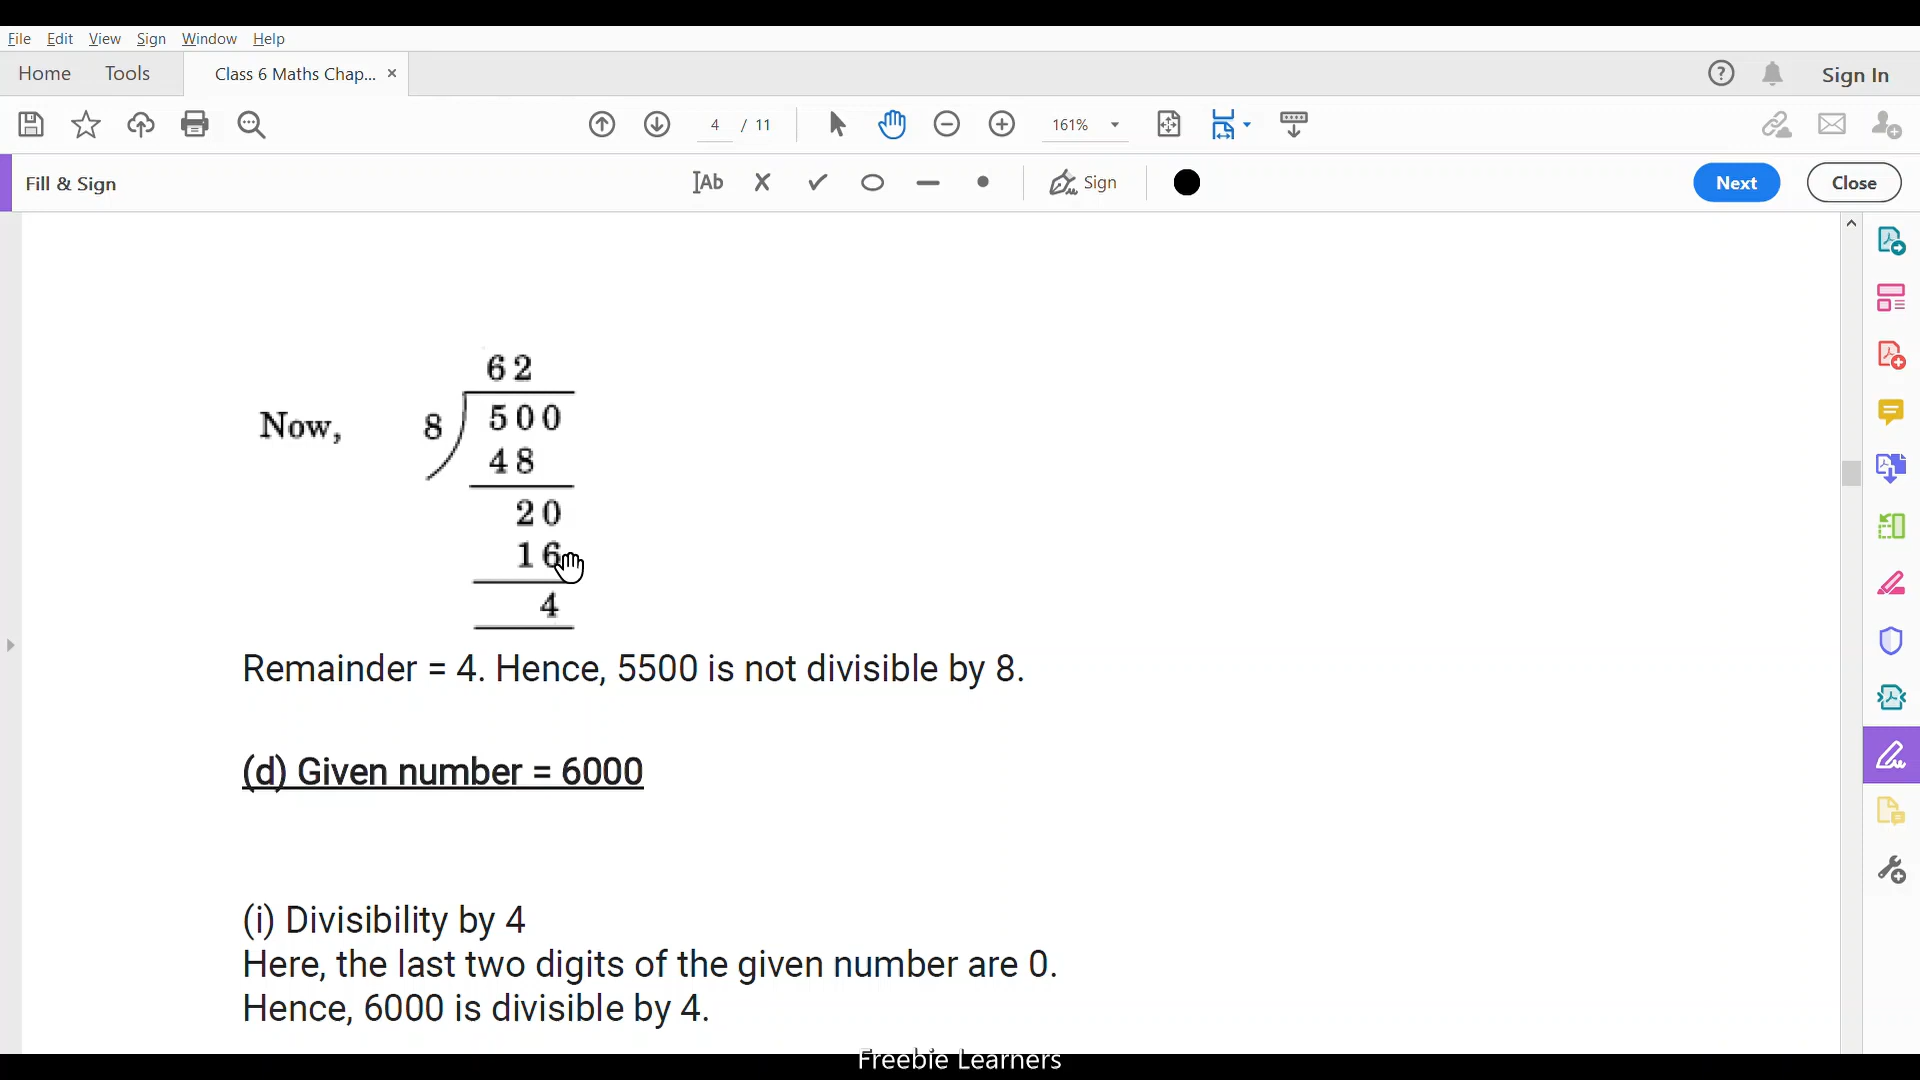 File Edit View Sign Window Help
Home Tools Class 6 Maths Chap... × Sign In
4 / 11 161%
Fill & Sign Ab Sign Next Close
62
Now, 8 500
48
20
16
4
Remainder = 4. Hence, 5500 is not divisible by 8.
(d) Given number = 6000
(i) Divisibility by 4
Here, the last two digits of the given number are 0.
Hence, 6000 is divisible by 4.
Freebie Learners